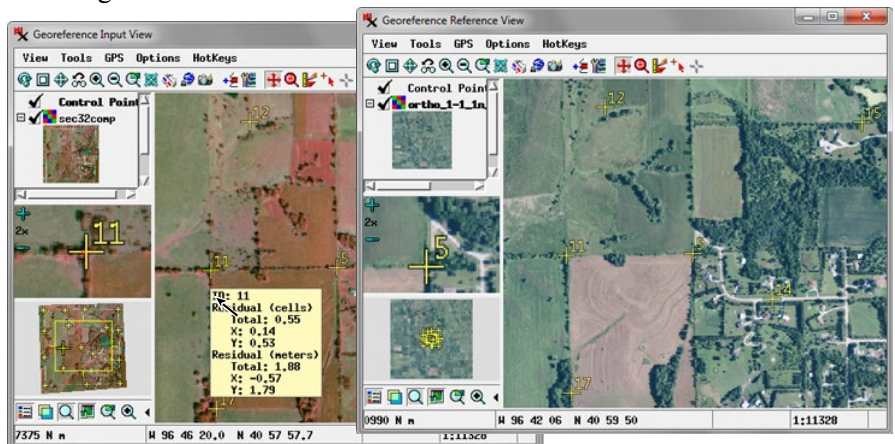 Georeference Input View
View Tools GPS Options HotKeys
Control Point
sec32comp
2x
11
12
11
5
17
ID: 11
Residual (cells)
Total: 0.55
X: 0.14
Y: 0.53
Residual (meters)
Total: 1.88
X: -0.57
Y: 1.79
7375 N m
W 96 46 20.0 N 40 57 57.7
1:11328
Georeference Reference View
View Tools GPS Options HotKeys
Control Point
ortho_1-1_1n_
2x
5
12
15
11
5
14
17
0990 N m
W 96 42 06 N 40 59 50
1:11328